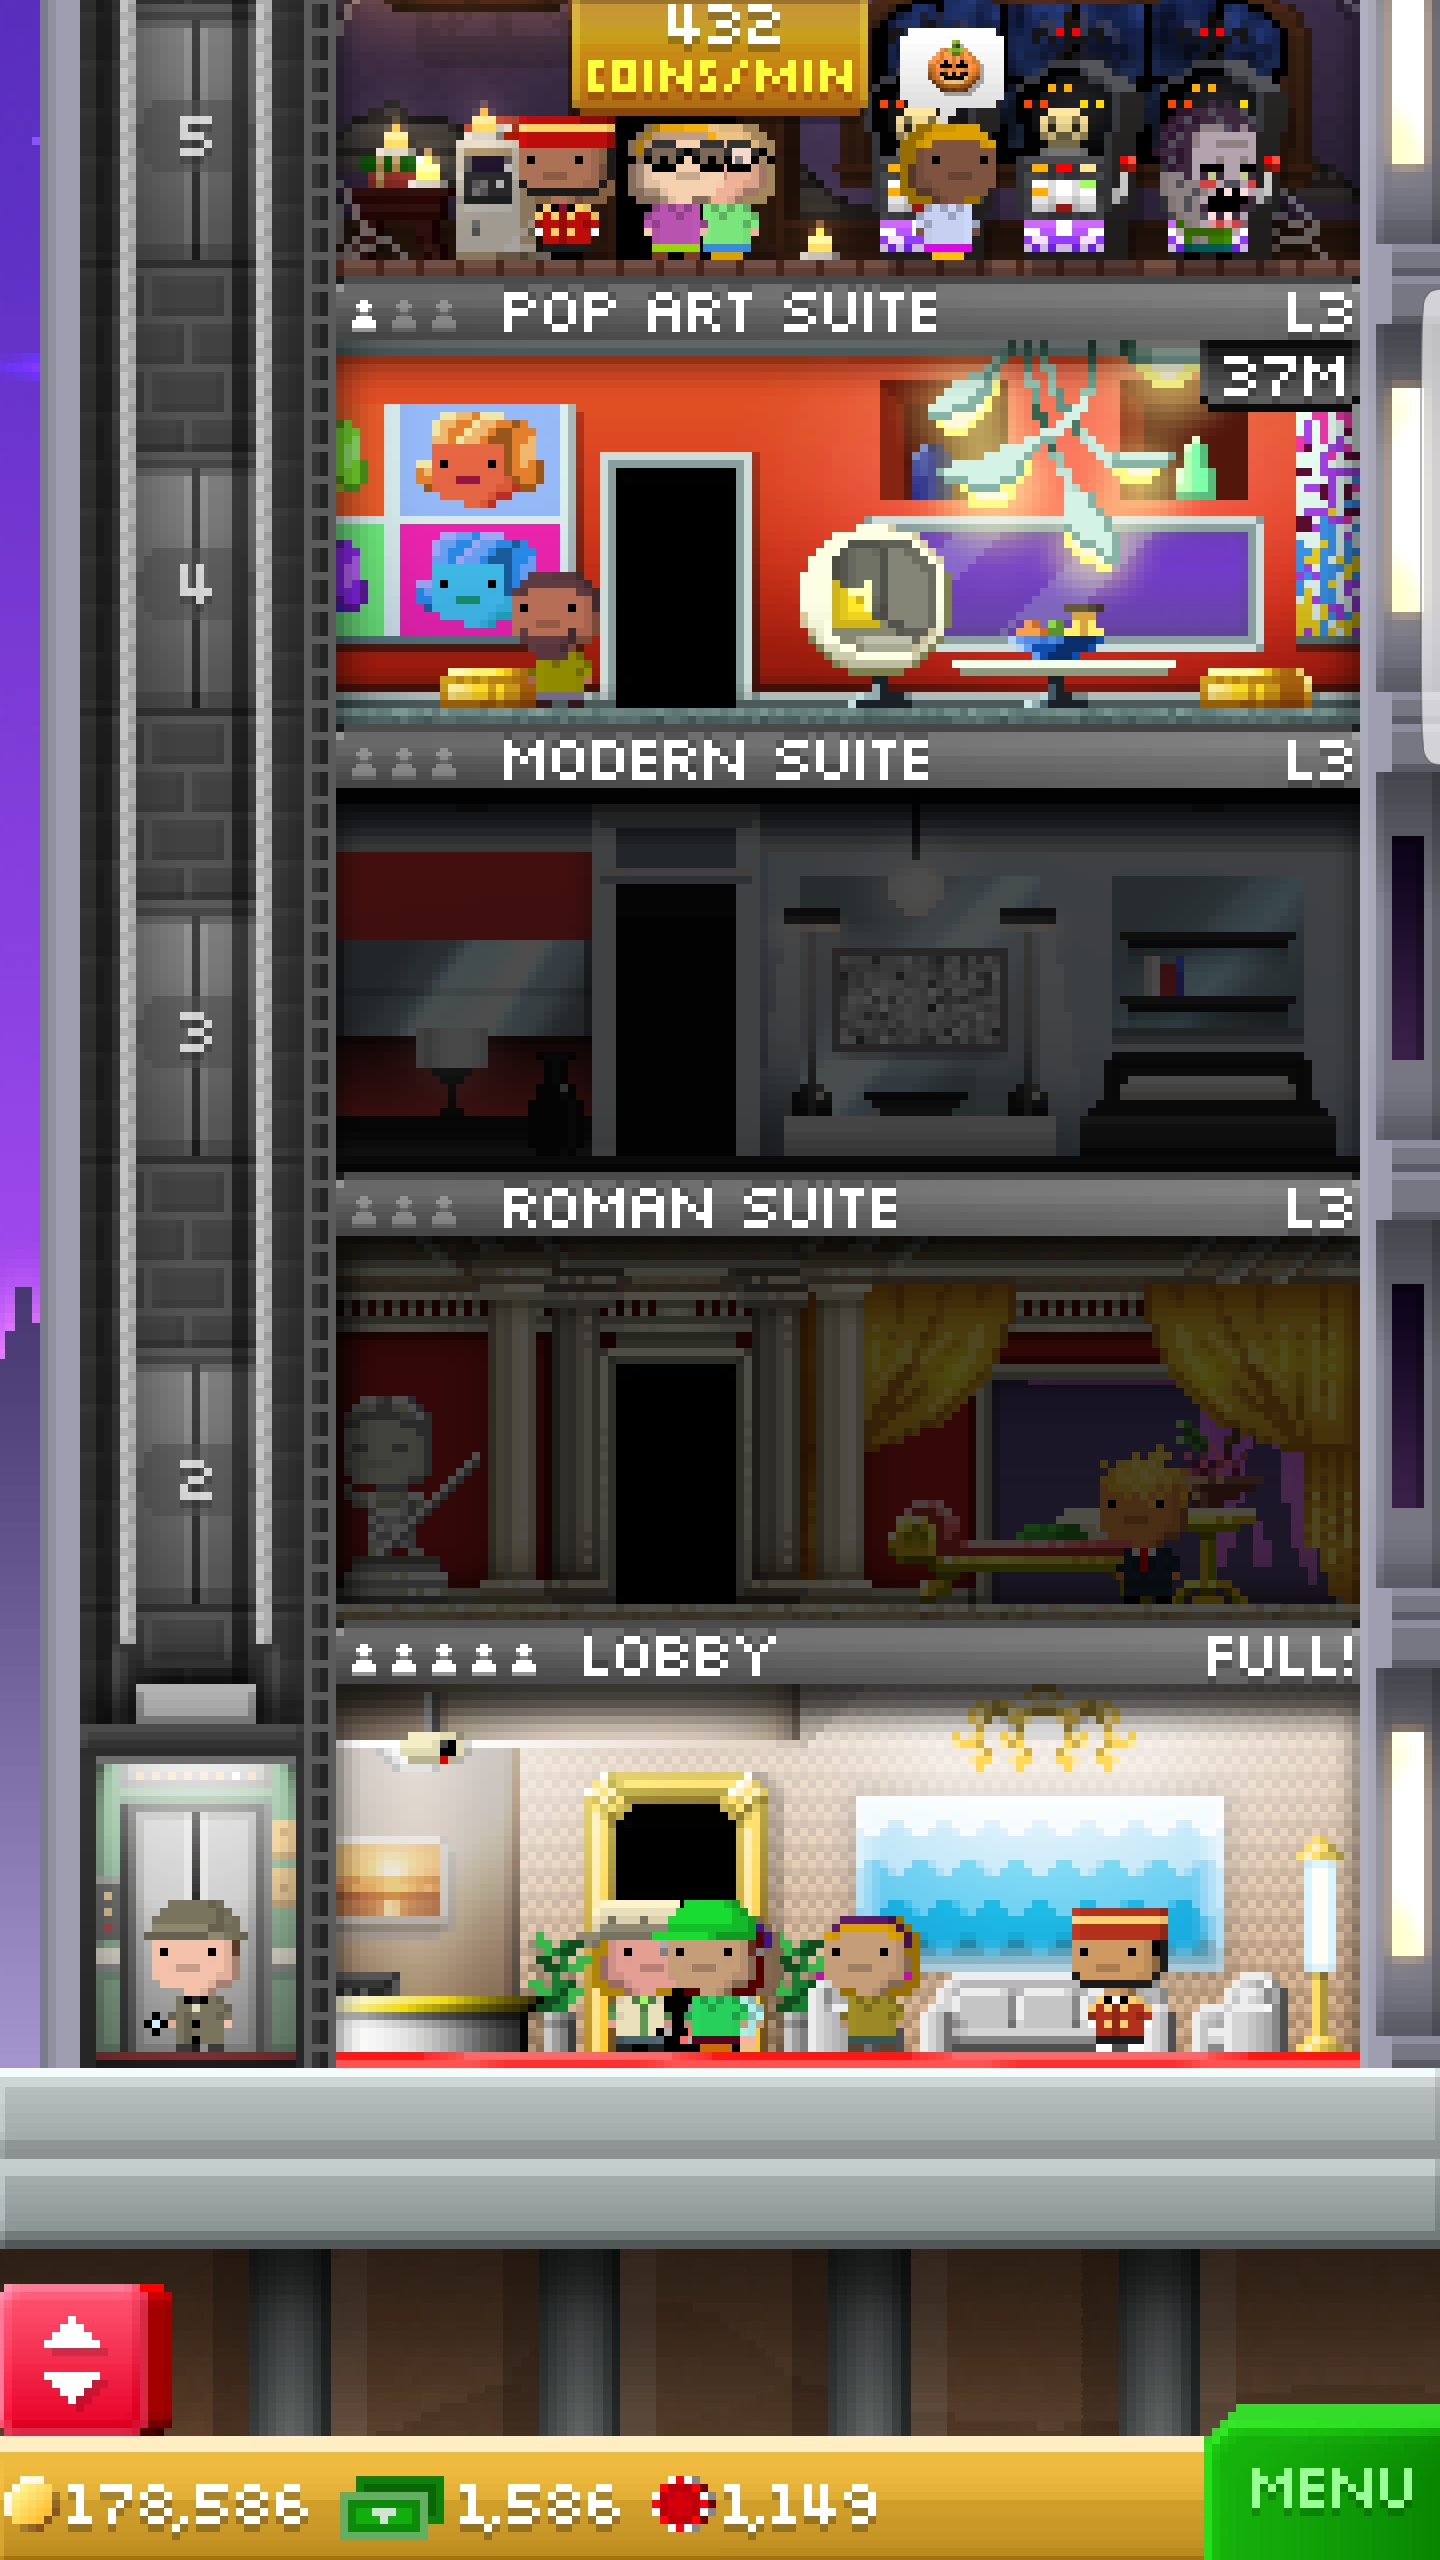 432
COINS/MIN
5
POP ART SUITE L3
37M
4
MODERN SUITE L3
3
ROMAN SUITE L3
2
LOBBY FULL!
178,586 1,586 1,149
MENU